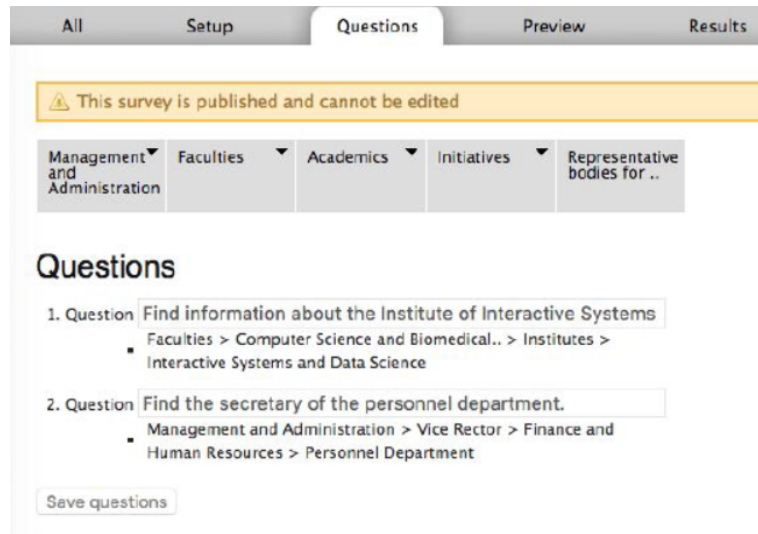 All Setup Questions Preview Results
This survey is published and cannot be edited
Management and Administration
Faculties
Academics
Initiatives
Representative bodies for ..
Questions
1. Question Find information about the Institute of Interactive Systems
Faculties > Computer Science and Biomedical.. > Institutes >
Interactive Systems and Data Science
2. Question Find the secretary of the personnel department.
Management and Administration > Vice Rector > Finance and
Human Resources > Personnel Department
Save questions